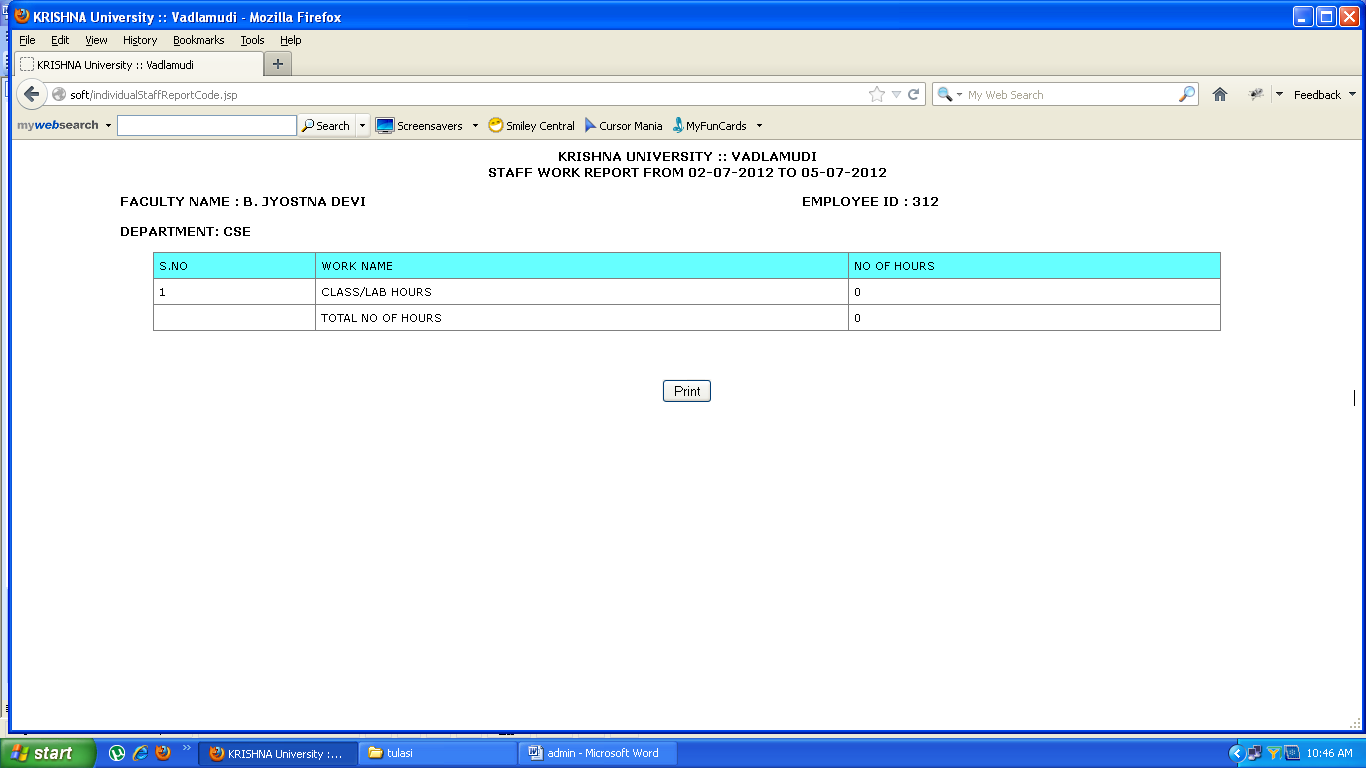 KRISHNA University :: Vadlamudi - Mozilla Firefox
File Edit View History Bookmarks Tools Help
KRISHNA University :: Vadlamudi
soft/individualStaffReportCode.jsp My Web Search Feedback
mywebsearch Search Screensavers Smiley Central Cursor Mania MyFunCards
KRISHNA UNIVERSITY :: VADLAMUDI
STAFF WORK REPORT FROM 02-07-2012 TO 05-07-2012
FACULTY NAME : B. JYOSTNA DEVI EMPLOYEE ID : 312
DEPARTMENT: CSE
S.NO WORK NAME NO OF HOURS
1 CLASS/LAB HOURS 0
TOTAL NO OF HOURS 0
Print
start KRISHNA University :... tulasi admin - Microsoft Word 10:46 AM